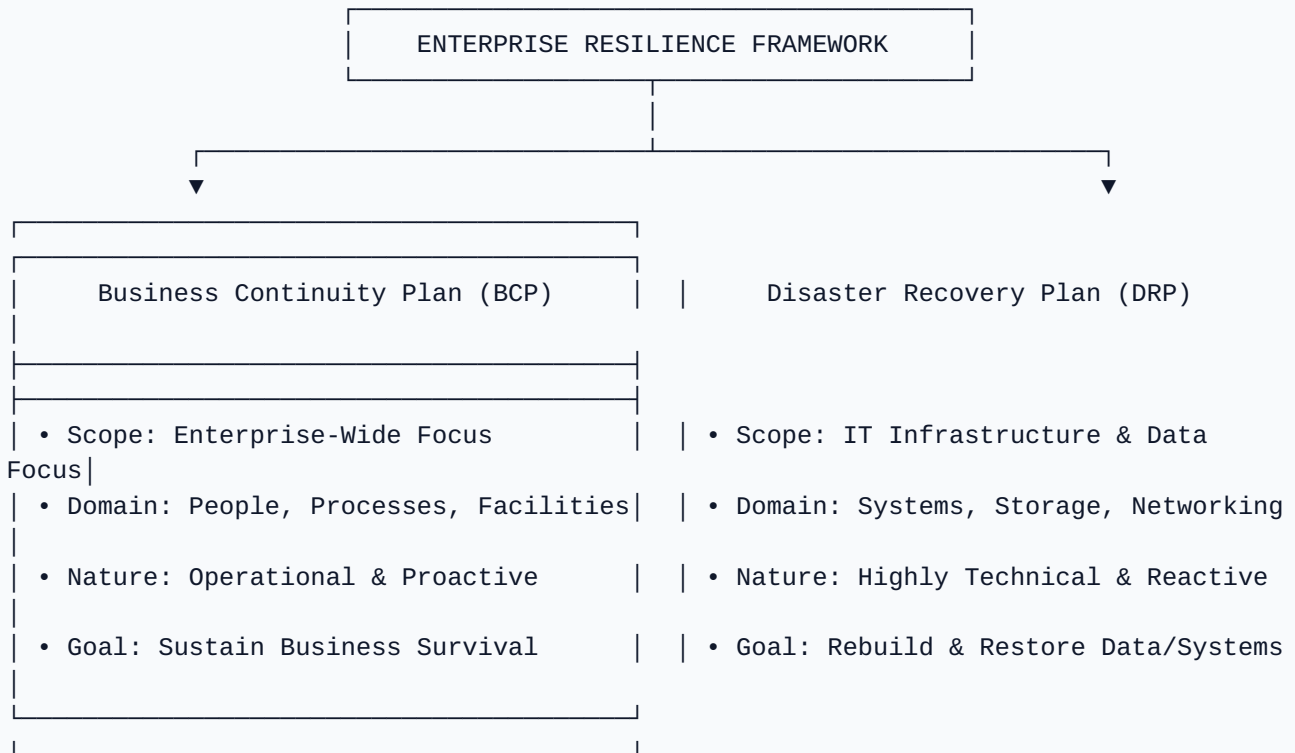 ENTERPRISE RESILIENCE FRAMEWORK
Business Continuity Plan (BCP) Disaster Recovery Plan (DRP)
• Scope: Enterprise-Wide Focus • Scope: IT Infrastructure & Data
Focus
• Domain: People, Processes, Facilities • Domain: Systems, Storage, Networking
• Nature: Operational & Proactive • Nature: Highly Technical & Reactive
• Goal: Sustain Business Survival • Goal: Rebuild & Restore Data/Systems